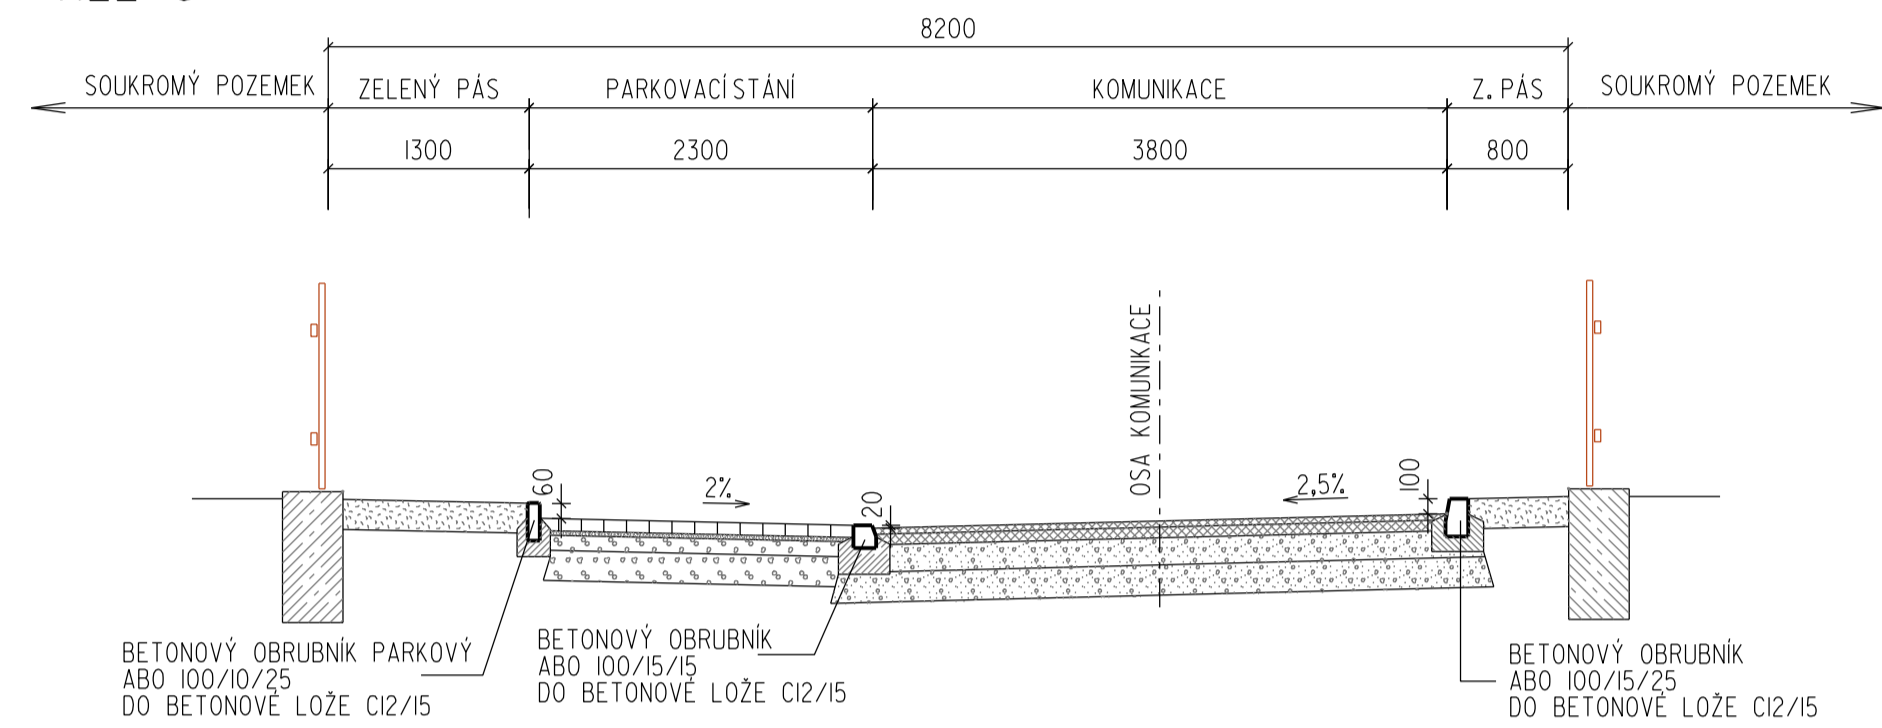 8200
SOUKROMÝ POZEMEK
ZELENÝ PÁS
PARKOVACÍ STÁNÍ
KOMUNIKACE
Z. PÁS
SOUKROMÝ POZEMEK
1300
2300
3800
800
OSA KOMUNIKACE
60
2%
20
2,5%
100
BETONOVÝ OBRUBNÍK PARKOVÝ
ABO 100/10/25
DO BETONOVÉ LOŽE C12/15
BETONOVÝ OBRUBNÍK
ABO 100/15/15
DO BETONOVÉ LOŽE C12/15
BETONOVÝ OBRUBNÍK
ABO 100/15/25
DO BETONOVÉ LOŽE C12/15